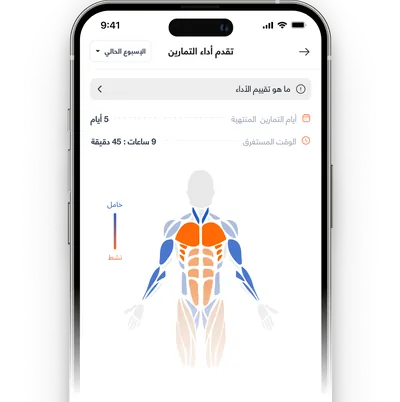 9:41
تقدم أداء التمارين
الإسبوع الحالي
ما هو تقييم الأداء
أيام التمارين المنتهية 5 أيام
الوقت المستغرق 9 ساعات : 45 دقيقة
خامل
نشط